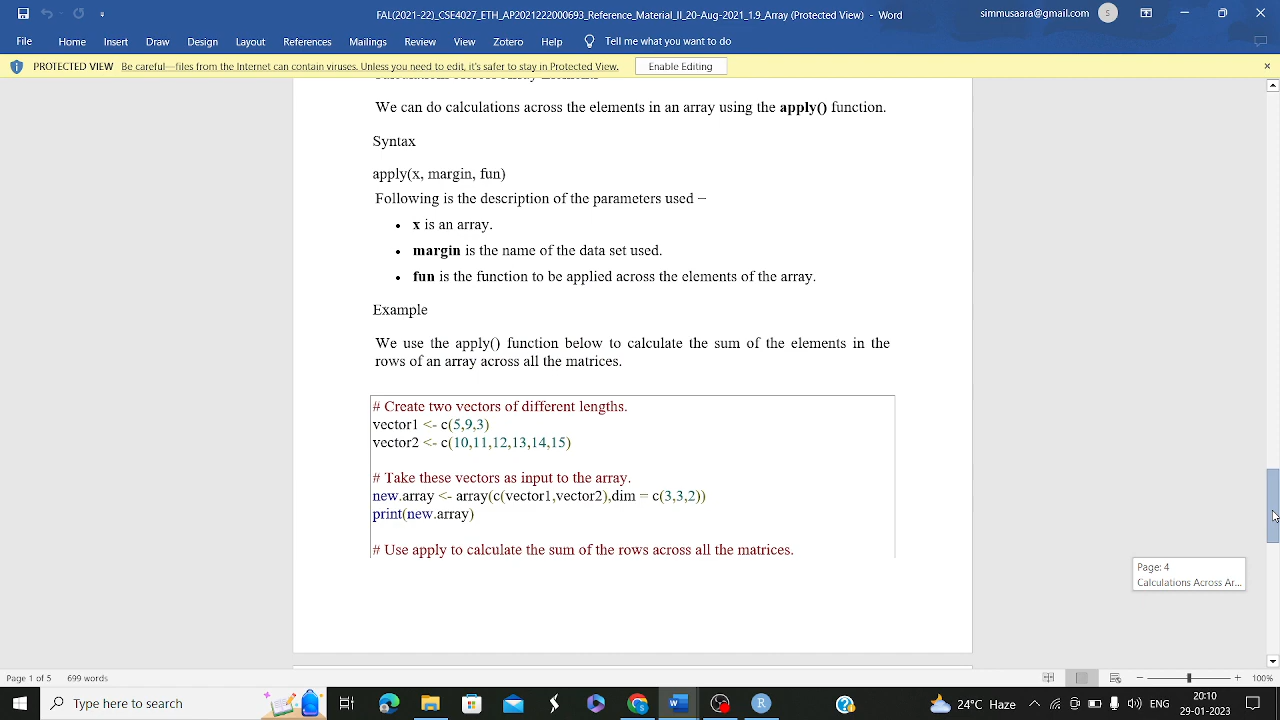 FAL(2021-22)_CSE4027_ETH_AP2012220000693_Reference_Material_II_20-Aug-2021_1.9_Array (Protected View) - Word
simmusaara@gmail.com S
File Home Insert Draw Design Layout References Mailings Review View Zotero Help Tell me what you want to do
PROTECTED VIEW Be careful—files from the Internet can contain viruses. Unless you need to edit, it's safer to stay in Protected View. Enable Editing
We can do calculations across the elements in an array using the apply() function.
Syntax
apply(x, margin, fun)
Following is the description of the parameters used −
• x is an array.
• margin is the name of the data set used.
• fun is the function to be applied across the elements of the array.
Example
We use the apply() function below to calculate the sum of the elements in the
rows of an array across all the matrices.
# Create two vectors of different lengths.
vector1 <- c(5,9,3)
vector2 <- c(10,11,12,13,14,15)
# Take these vectors as input to the array.
new.array <- array(c(vector1,vector2),dim = c(3,3,2))
print(new.array)
# Use apply to calculate the sum of the rows across all the matrices.
Page: 4
Calculations Across Ar...
Page 1 of 5 699 words
100%
Type here to search
24°C Haze
ENG
20:10
29-01-2023